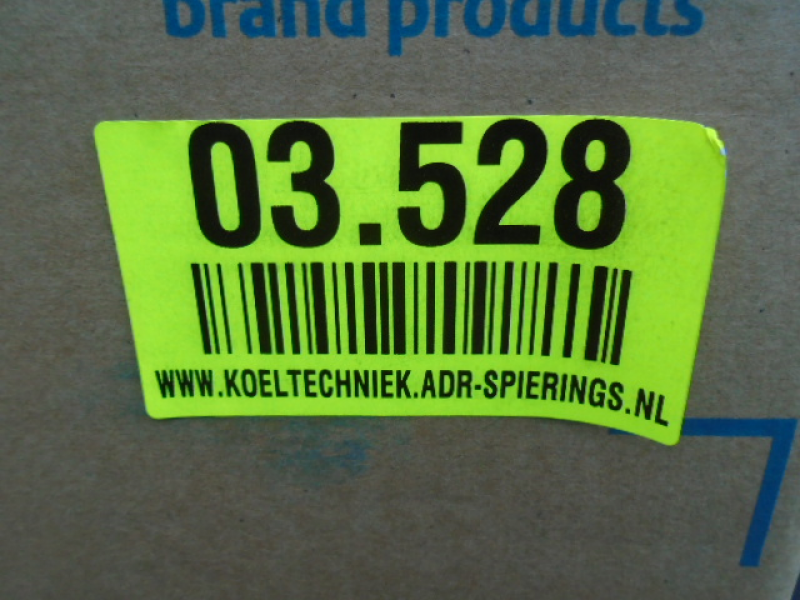 brand products
03.528
WWW.KOELTECHNIEK.ADR-SPIERINGS.NL